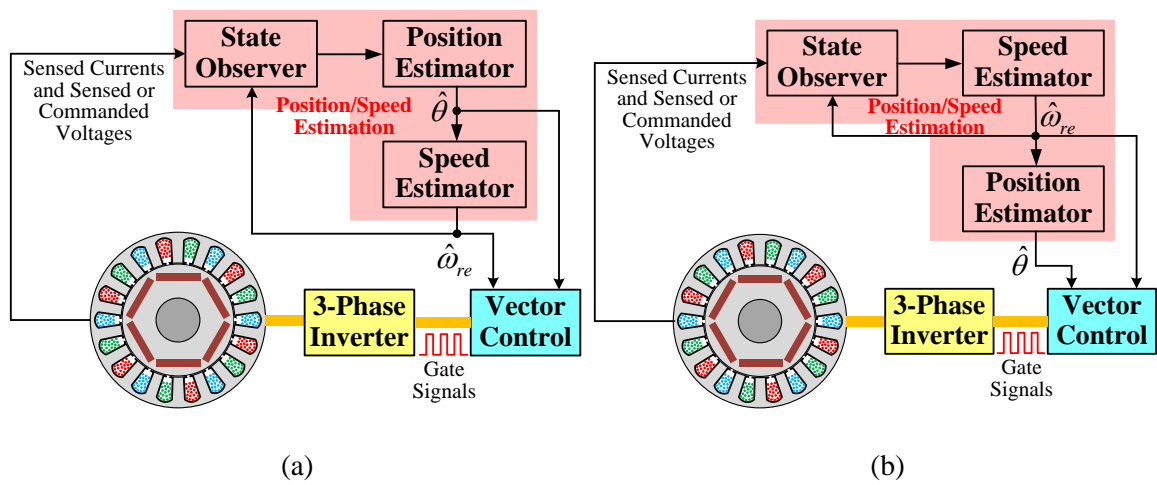 State
Observer
Position
Estimator
Sensed Currents
and Sensed or
Commanded
Voltages
Position/Speed
Estimation
θ̂
Speed
Estimator
ω̂re
3-Phase
Inverter
Vector
Control
Gate
Signals
(a)
State
Observer
Speed
Estimator
Sensed Currents
and Sensed or
Commanded
Voltages
Position/Speed
Estimation
ω̂re
Position
Estimator
θ̂
3-Phase
Inverter
Vector
Control
Gate
Signals
(b)